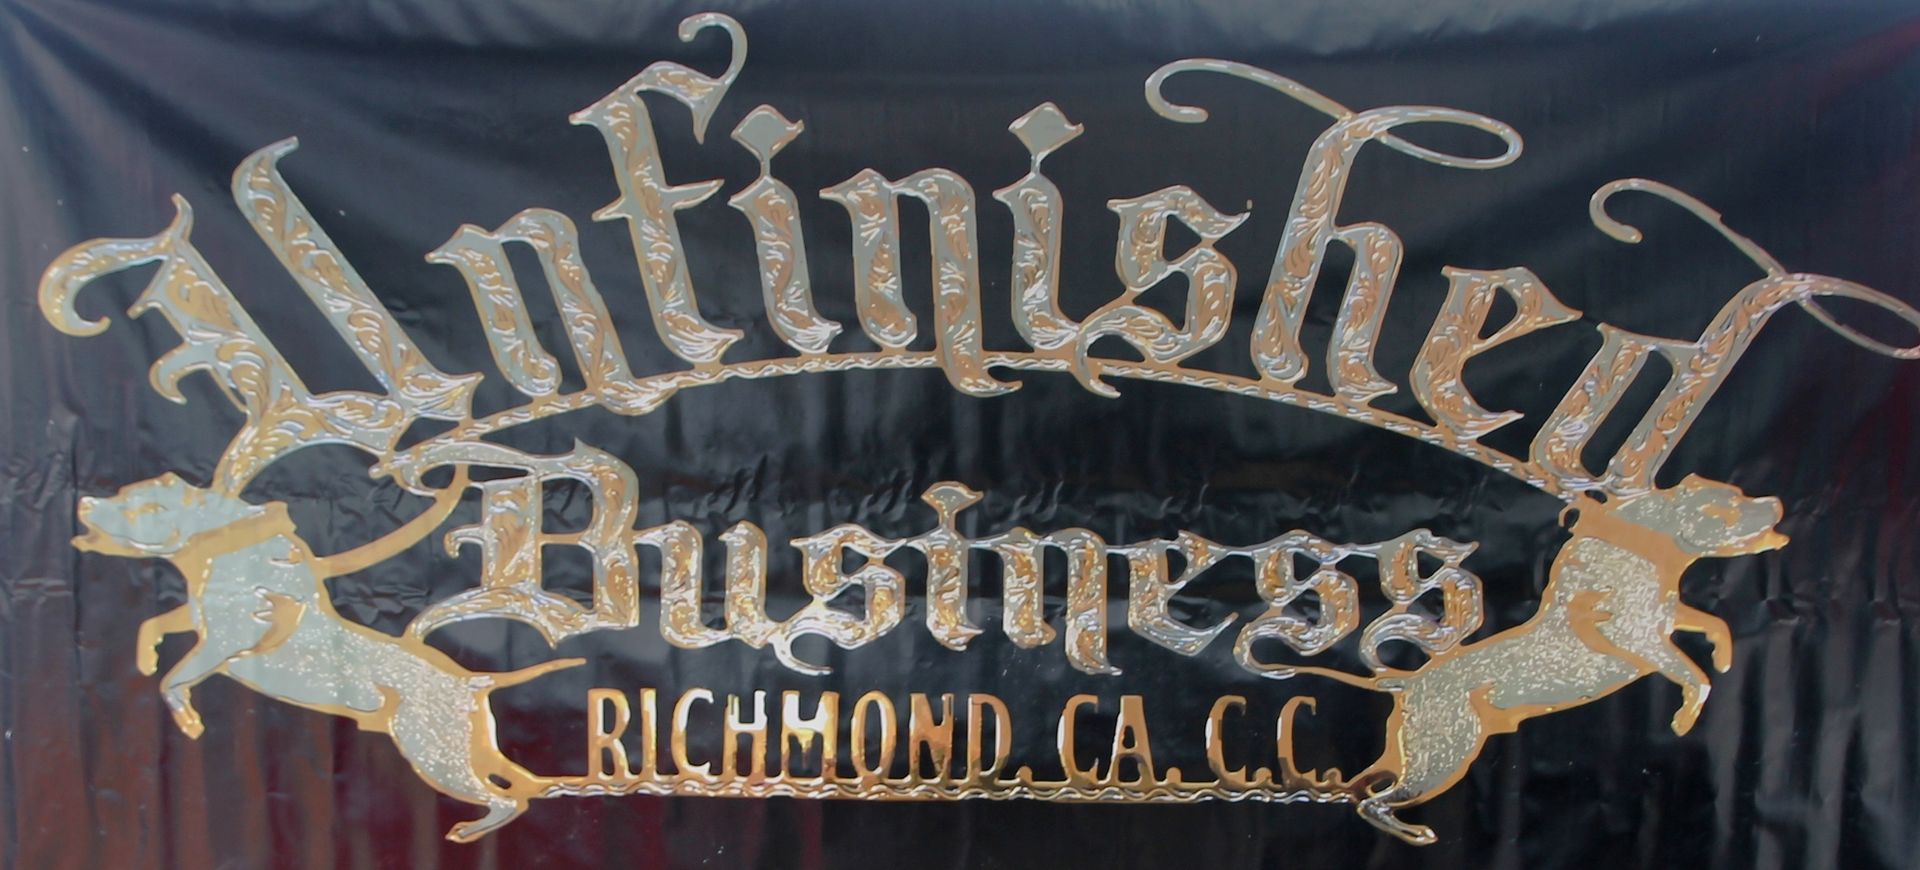 Unfinished
Business
RICHMOND. CA. C.C.